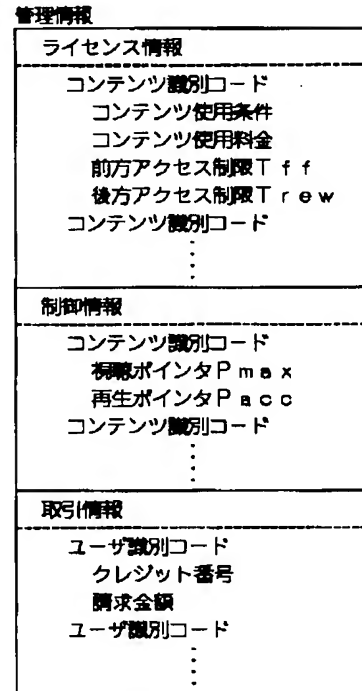 管理情報
ライセンス情報
コンテンツ識別コード
コンテンツ使用条件
コンテンツ使用料金
前方アクセス制限Tff
後方アクセス制限Trew
コンテンツ識別コード
制御情報
コンテンツ識別コード
視聴ポインタPmax
再生ポインタPacc
コンテンツ識別コード
取引情報
ユーザ識別コード
クレジット番号
請求金額
ユーザ識別コード